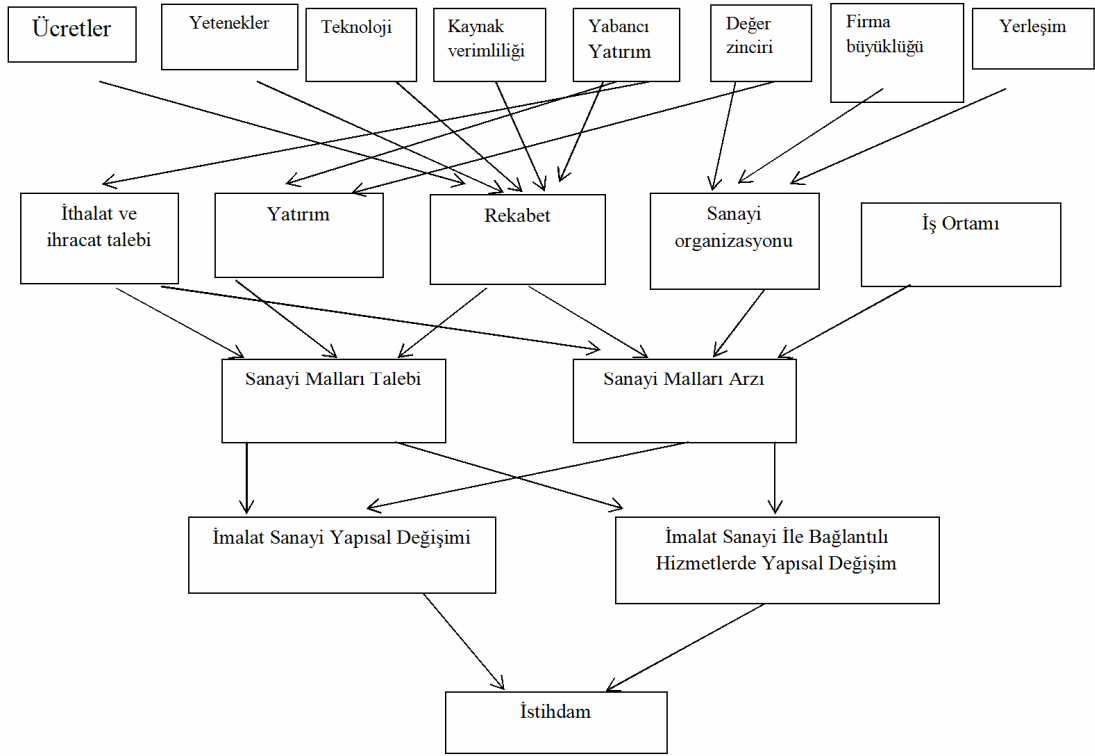 Ücretler
Yetenekler
Teknoloji
Kaynak
verimliliği
Yabancı
Yatırım
Değer
zinciri
Firma
büyüklüğü
Yerleşim
İthalat ve
ihracat talebi
Yatırım
Rekabet
Sanayi
organizasyonu
İş Ortamı
Sanayi Malları Talebi
Sanayi Malları Arzı
İmalat Sanayi Yapısal Değişimi
İmalat Sanayi İle Bağlantılı
Hizmetlerde Yapısal Değişim
İstihdam